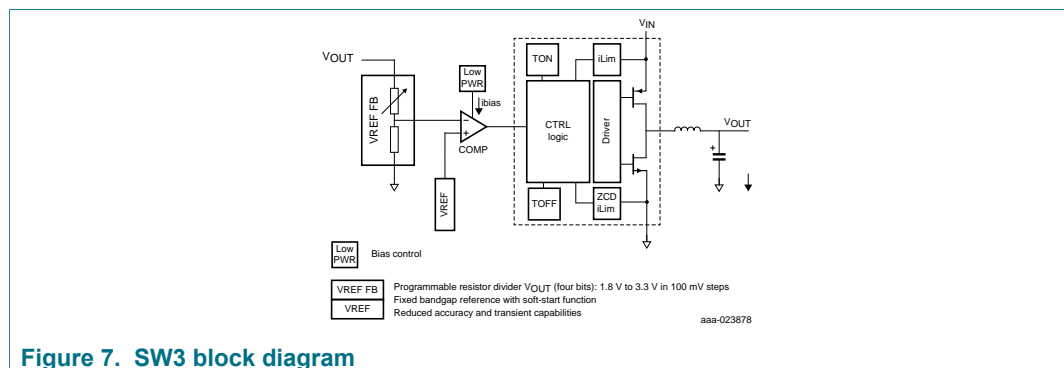 VIN
VOUT
TON
iLim
Low
PWR
ibias
VREF FB
−
+
COMP
CTRL
logic
Driver
VOUT
+
VREF
TOFF
ZCD
iLim
Low
PWR
Bias control
VREF FB
Programmable resistor divider VOUT (four bits): 1.8 V to 3.3 V in 100 mV steps
Fixed bandgap reference with soft-start function
VREF
Reduced accuracy and transient capabilities
aaa-023878
Figure 7. SW3 block diagram